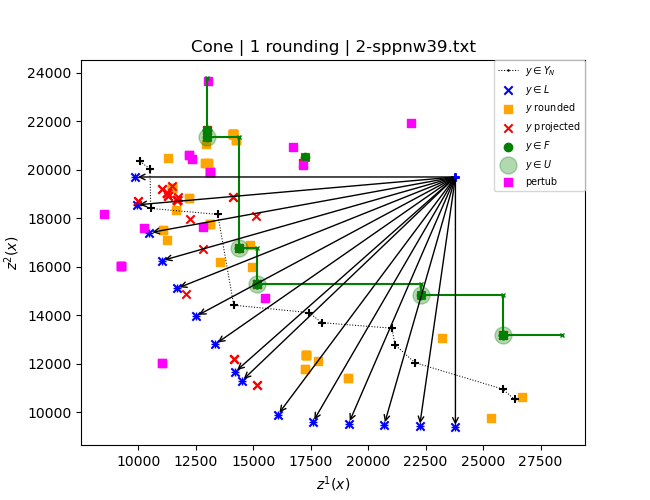 Cone | 1 rounding | 2-sppnw39.txt
z²(x)
24000
22000
20000
18000
16000
14000
12000
10000
10000 12500 15000 17500 20000 22500 25000 27500
z¹(x)
y ∈ Y_N
y ∈ L
y rounded
y projected
y ∈ F
y ∈ U
pertub